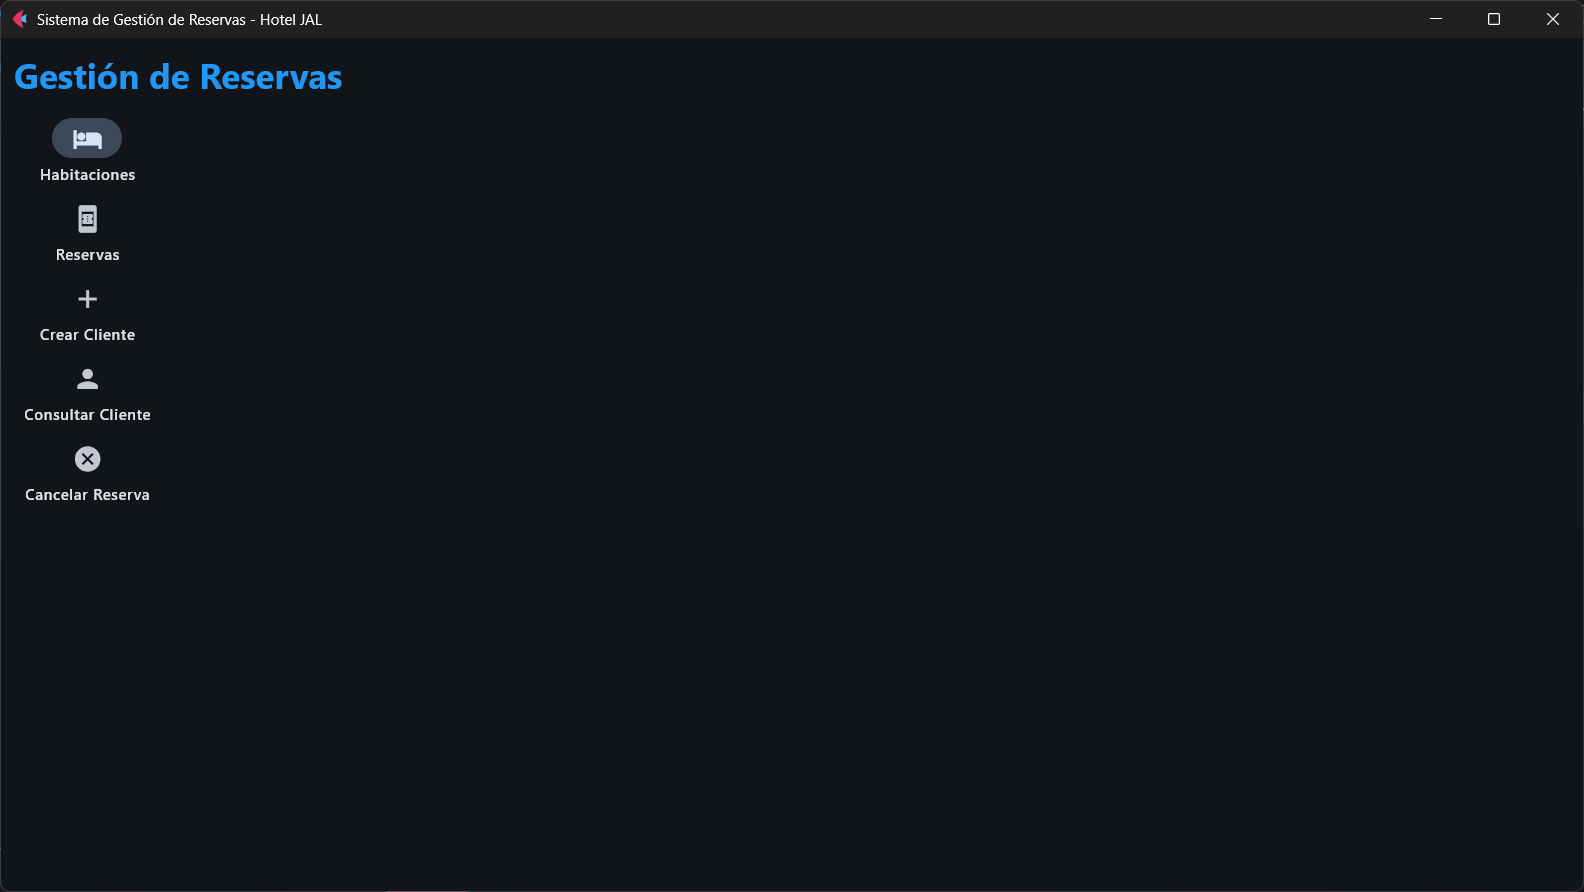 Sistema de Gestión de Reservas - Hotel JAL
Gestión de Reservas
Habitaciones
Reservas
Crear Cliente
Consultar Cliente
Cancelar Reserva